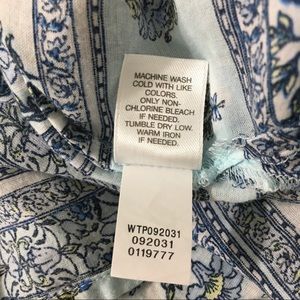 MACHINE WASH
COLD WITH LIKE
COLORS.
ONLY NON-
CHLORINE BLEACH
IF NEEDED.
TUMBLE DRY LOW.
WARM IRON
IF NEEDED.
WTP092031
092031
0119777